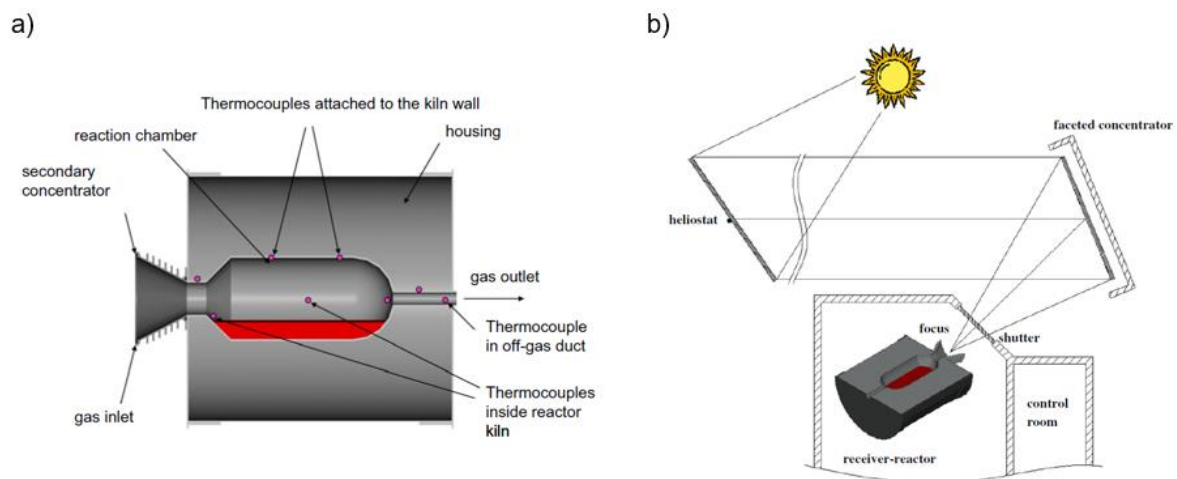 a)
Thermocouples attached to the kiln wall
reaction chamber
housing
secondary
concentrator
gas outlet
Thermocouple
in off-gas duct
Thermocouples
inside reactor
kiln
gas inlet
b)
faceted concentrator
heliostat
focus
shutter
control
room
receiver-reactor